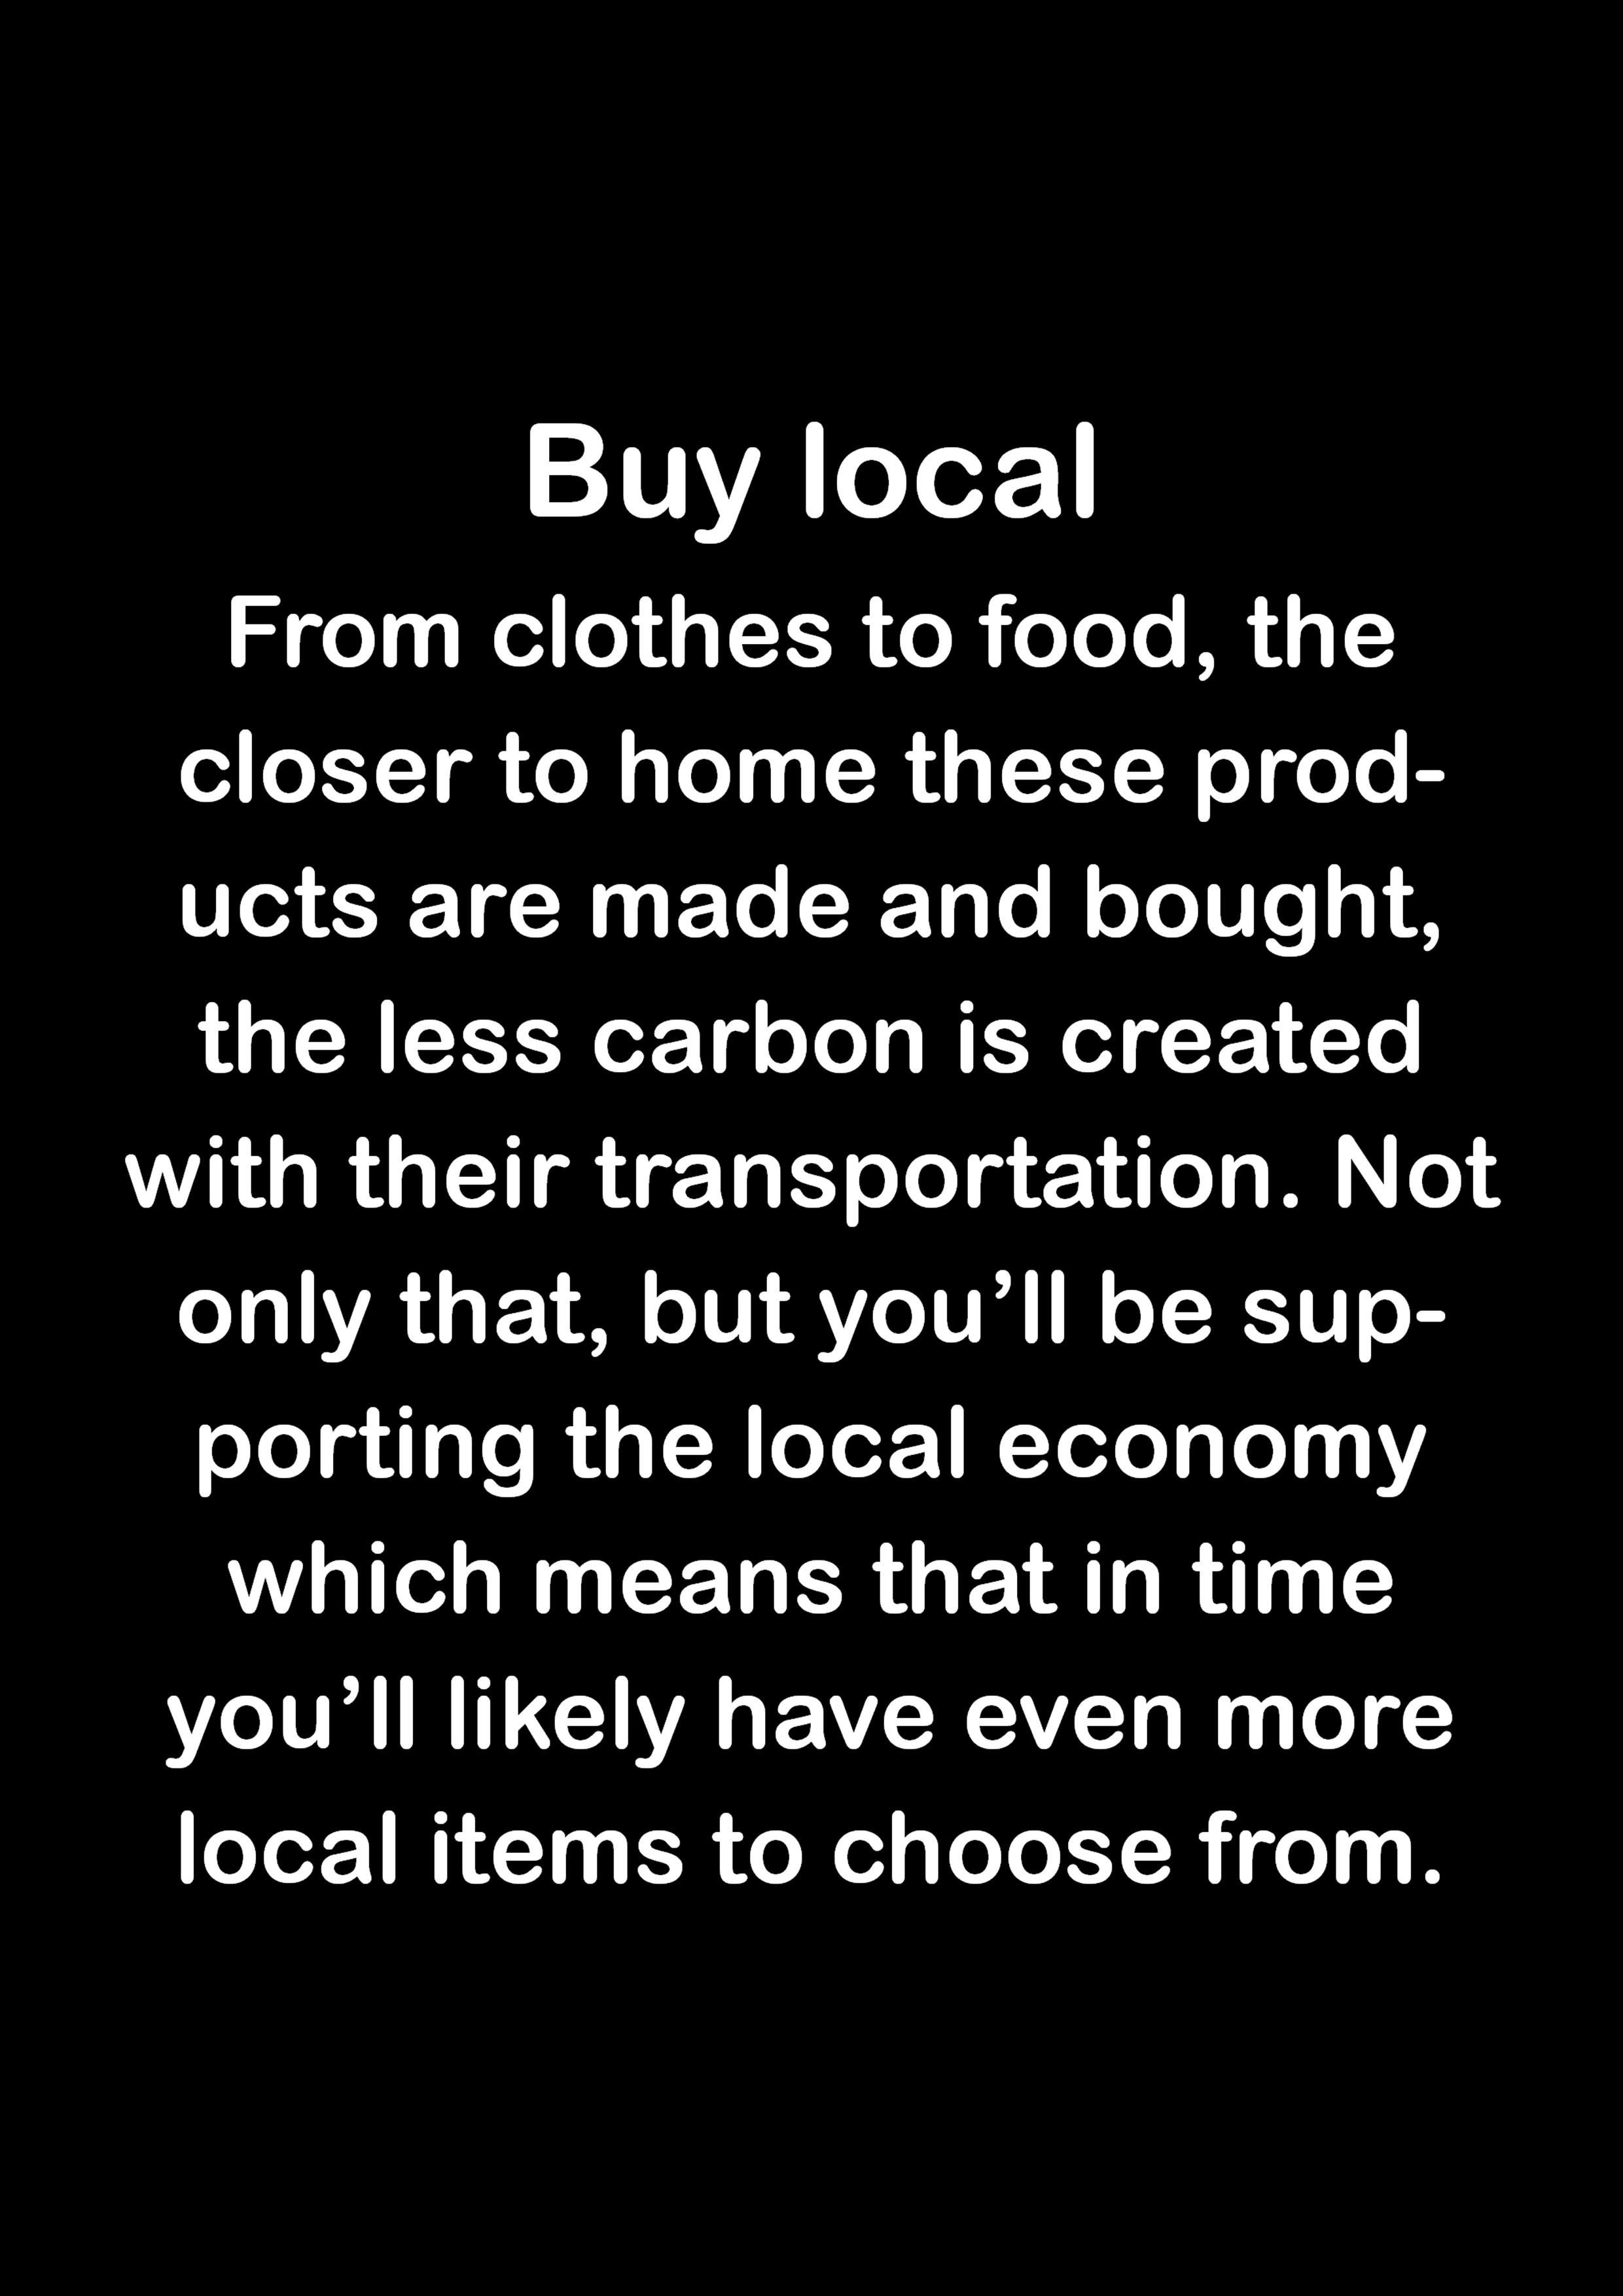 Buy local
From clothes to food, the
closer to home these prod-
ucts are made and bought,
the less carbon is created
with their transportation. Not
only that, but you’ll be sup-
porting the local economy
which means that in time
you’ll likely have even more
local items to choose from.